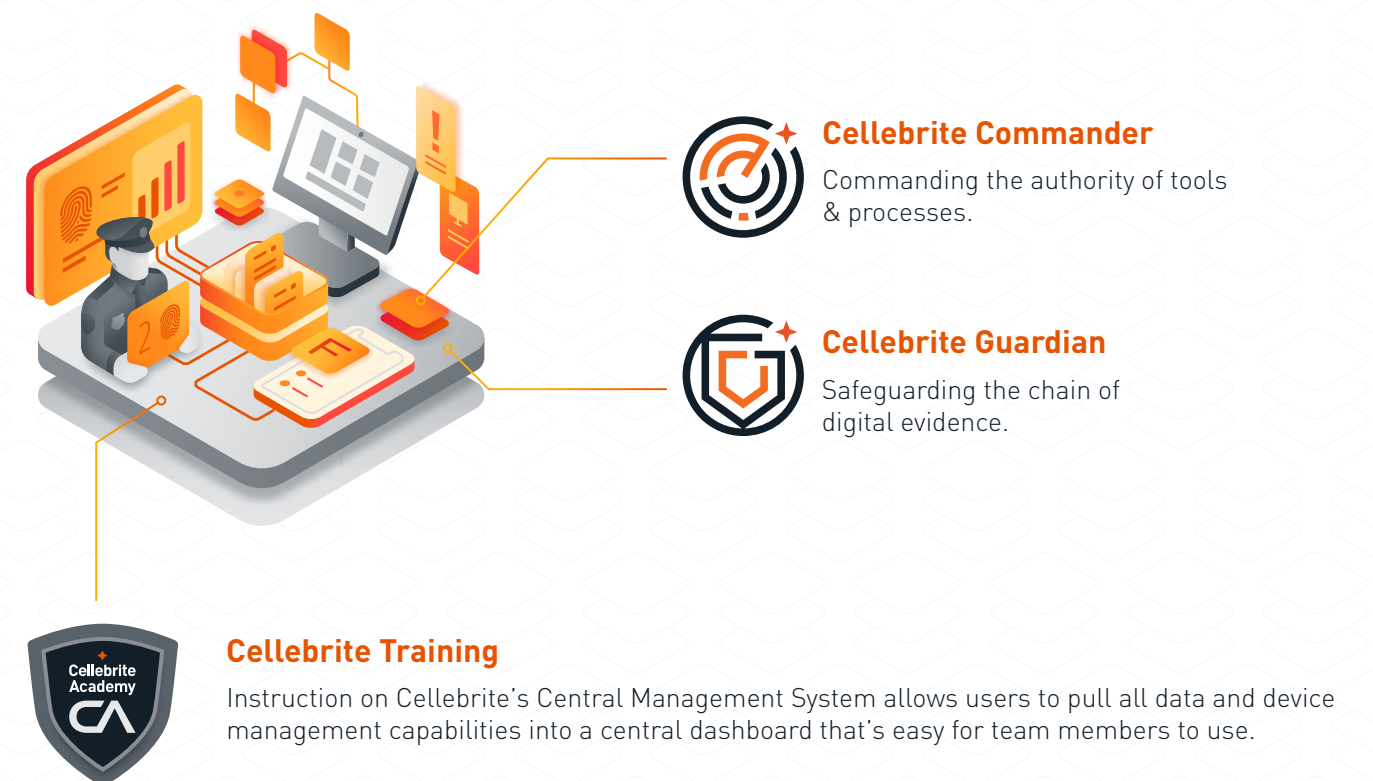 Cellebrite Commander
Commanding the authority of tools
& processes.
Cellebrite Guardian
Safeguarding the chain of
digital evidence.
2
Cellebrite
Academy
CA
Cellebrite Training
Instruction on Cellebrite’s Central Management System allows users to pull all data and device
management capabilities into a central dashboard that’s easy for team members to use.